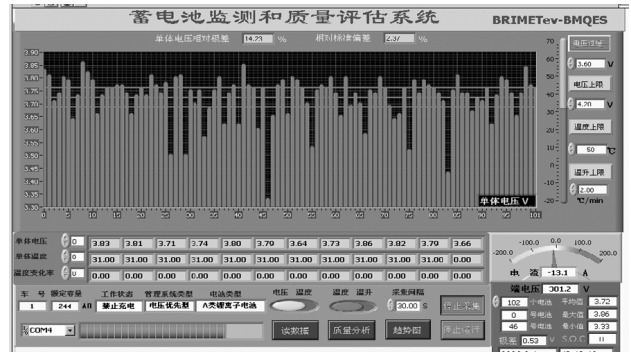 蓄电池监测和质量评估系统 BRIMETev-BMQES
单体电压相对极差 14.23 % 相对标准偏差 2.37 %
3.90
3.85
3.75
3.70
3.65
3.60
3.55
3.50
3.45
3.40
3.35
3.30
0 5 10 15 20 25 30 35 40 45 50 55 60 65 70 75 80 85 90 95 101
单体电压 V
70
60
50
40
30
20
10
0
-10
-20
3.60 V
电压上限
4.20 V
温度上限
50 ℃
温升上限
2.00
℃/min
单体电压 0 3.83 3.81 3.71 3.74 3.80 3.79 3.64 3.73 3.86 3.82 3.79 3.66
单体温度 0 31.00 31.00 31.00 31.00 31.00 31.00 31.00 31.00 31.00 31.00 31.00 31.00
温度变化率 0 0.00 0.00 0.00 0.00 0.00 0.00 0.00 0.00 0.00 0.00 0.00 0.00
-200.0 -100.0 0.0 100.0 200.0
电流 -13.1 A
车号 额定容量 工作状态 管理系统类型 电池类型 电压 温度 温度 温升 采集间隔
1 244 AH 禁止充电 电压优先型 A类锂离子电池 30.00 S 停止采集
COM4 读数据 质量分析 趋势图 停止运行
端电压 301.2 V
102 个电池 平均值 3.72
0 号电池 最大值 3.86
46 号电池 最小值 3.33
极差 0.53 V S.O.C 11